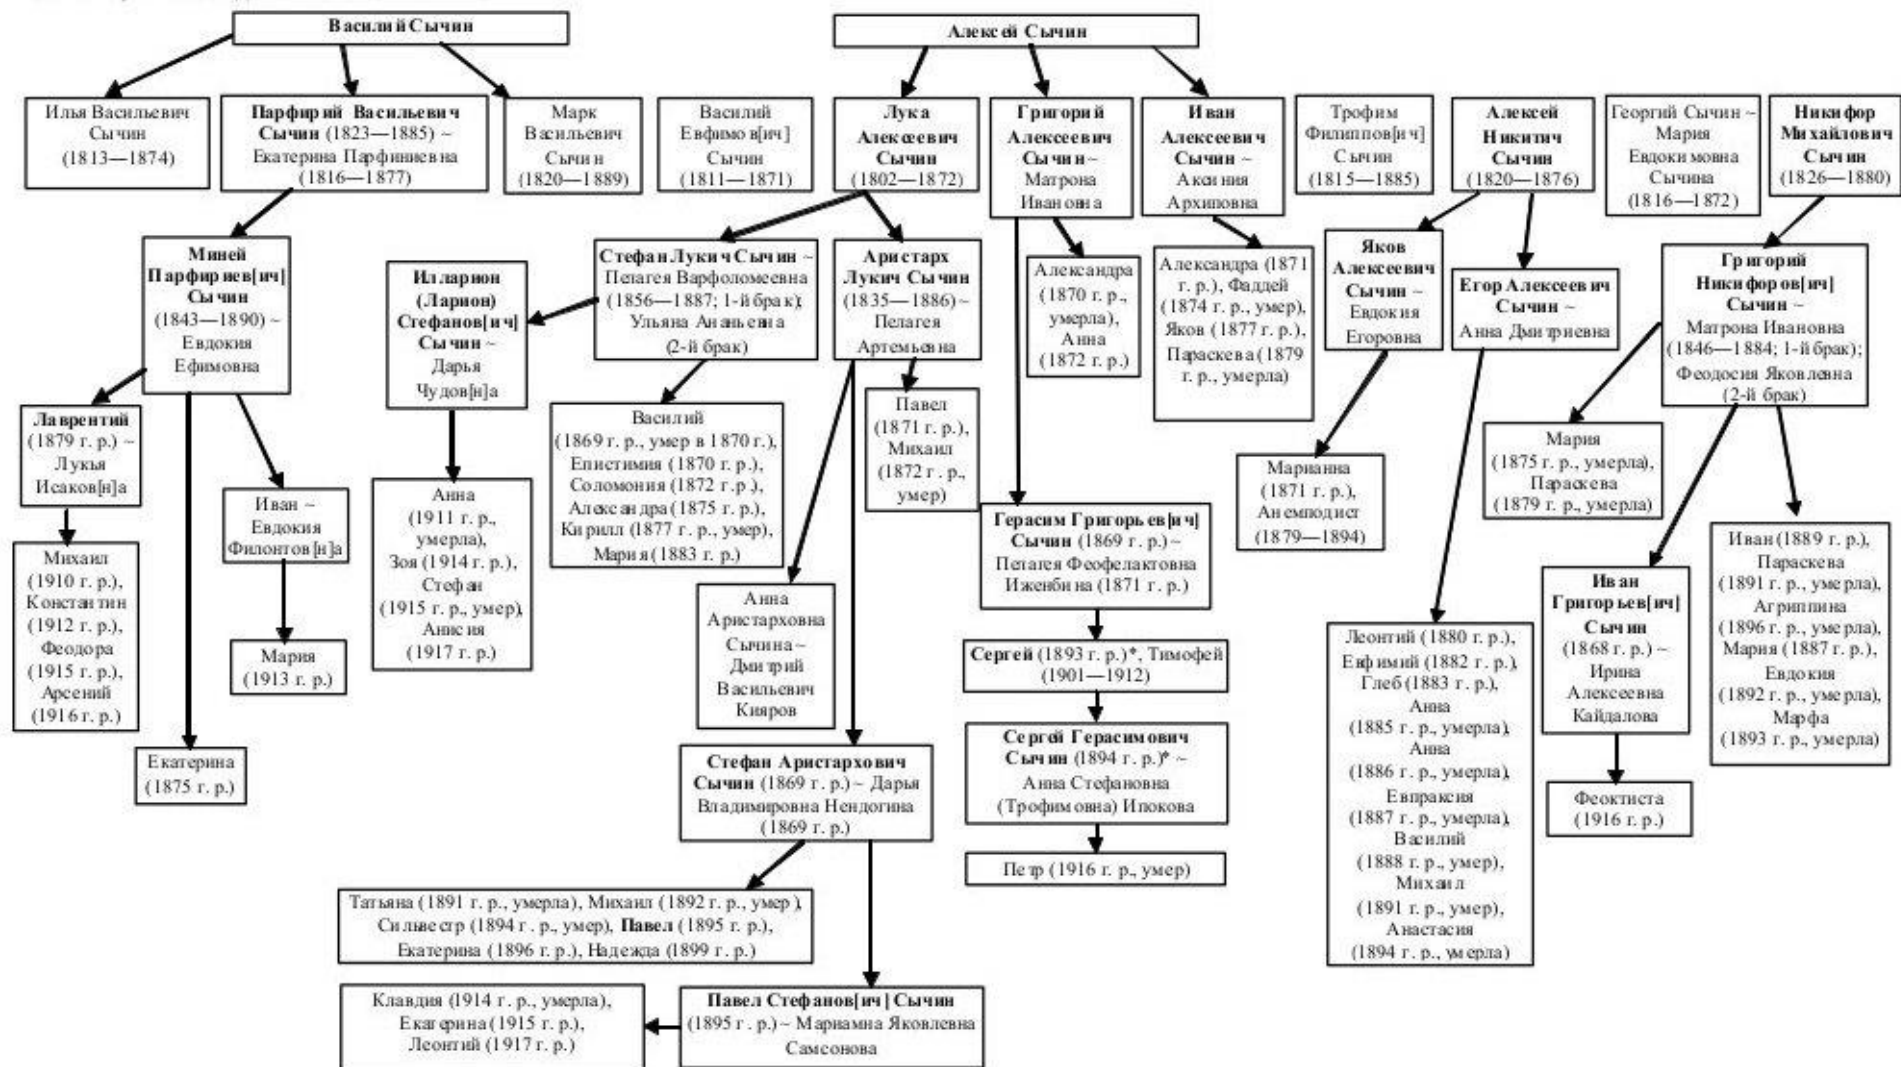 Василий Сычин
Алексей Сычин
Илья Васильевич
Сычин
(1813—1874)
Парфирий Васильевич
Сычин (1823—1885) ~
Екатерина Парфиниевна
(1816—1877)
Марк
Васильевич
Сычин
(1820—1889)
Василий
Евфимов[ич]
Сычин
(1811—1871)
Лука
Алексеевич
Сычин
(1802—1872)
Григорий
Алексеевич
Сычин~
Матрона
Ивановна
Иван
Алексеевич
Сычин ~
Аксиния
Архиповна
Трофим
Филиппов[ич]
Сычин
(1815—1885)
Алексей
Никитич
Сычин
(1820—1876)
Георгий Сычин ~
Мария
Евдокимовна
Сычина
(1816—1872)
Никифор
Михайлович
Сычин
(1826—1880)
Миней
Парфириев[ич]
Сычин
(1843—1890) ~
Евдокия
Ефимовна
Илларион
(Ларион)
Стефанов[ич]
Сычин ~
Дарья
Чудов[н]а
Стефан Лукич Сычин ~
Пелагея Варфоломеевна
(1856—1887; 1-й брак);
Ульяна Ананьевна
(2-й брак)
Аристарх
Лукич Сычин
(1835—1886) ~
Пелагея
Артемьевна
Александра
(1870 г. р.,
умерла),
Анна
(1872 г. р.)
Александра (1871
г. р.), Фаддей
(1874 г. р., умер),
Яков (1877 г. р.),
Параскева (1879
г. р., умерла)
Яков
Алексеевич
Сычин ~
Евдокия
Егоровна
Егор Алексеевич
Сычин ~
Анна Дмитриевна
Григорий
Никифоров[ич]
Сычин ~
Матрона Ивановна
(1846—1884; 1-й брак);
Феодосия Яковлевна
(2-й брак)
Лаврентий
(1879 г. р.) ~
Лукья
Исаков[н]а
Иван ~
Евдокия
Филонтов[н]а
Анна
(1911 г. р.,
умерла),
Зоя (1914 г. р.),
Стефан
(1915 г. р., умер),
Анисия
(1917 г. р.)
Василий
(1869 г. р., умер в 1870 г.),
Епистимия (1870 г. р.),
Соломония (1872 г.р.),
Александра (1875 г. р.),
Кирилл (1877 г. р., умер),
Мария (1883 г. р.)
Павел
(1871 г. р.),
Михаил
(1872 г. р.,
умер)
Марианна
(1871 г. р.),
Анемподист
(1879—1894)
Мария
(1875 г. р., умерла),
Параскева
(1879 г. р., умерла)
Михаил
(1910 г. р.),
Константин
(1912 г. р.),
Феодора
(1915 г. р.),
Арсений
(1916 г. р.)
Мария
(1913 г. р.)
Екатерина
(1875 г. р.)
Анна
Аристарховна
Сычина ~
Дмитрий
Васильевич
Кияров
Герасим Григорьев[ич]
Сычин (1869 г. р.) ~
Пелагея Феофелактовна
Иженбина (1871 г. р.)
Сергей (1893 г. р.)*, Тимофей
(1901—1912)
Сергей Герасимович
Сычин (1894 г. р.)* ~
Анна Стефановна
(Трофимовна) Ипокова
Петр (1916 г. р., умер)
Леонтий (1880 г. р.),
Евфимий (1882 г. р.),
Глеб (1883 г. р.),
Анна
(1885 г. р., умерла),
Анна
(1886 г. р., умерла),
Евпраксия
(1887 г. р., умерла),
Василий
(1888 г. р., умер),
Михаил
(1891 г. р., умер),
Анастасия
(1894 г. р., умерла)
Иван
Григорьев[ич]
Сычин
(1868 г. р.) ~
Ирина
Алексеевна
Кайдалова
Феоктиста
(1916 г. р.)
Иван (1889 г. р.),
Параскева
(1891 г. р., умерла),
Агриппина
(1896 г. р., умерла),
Мария (1887 г. р.),
Евдокия
(1892 г. р., умерла),
Марфа
(1893 г. р., умерла)
Стефан Аристархович
Сычин (1869 г. р.) ~ Дарья
Владимировна Нендогина
(1869 г. р.)
Татьяна (1891 г. р., умерла), Михаил (1892 г. р., умер),
Сильвестр (1894 г. р., умер), Павел (1895 г. р.),
Екатерина (1896 г. р.), Надежда (1899 г. р.)
Клавдия (1914 г. р., умерла),
Екатерина (1915 г. р.),
Леонтий (1917 г. р.)
Павел Стефанов[ич] Сычин
(1895 г. р.) ~ Мариамна Яковлевна
Самсонова